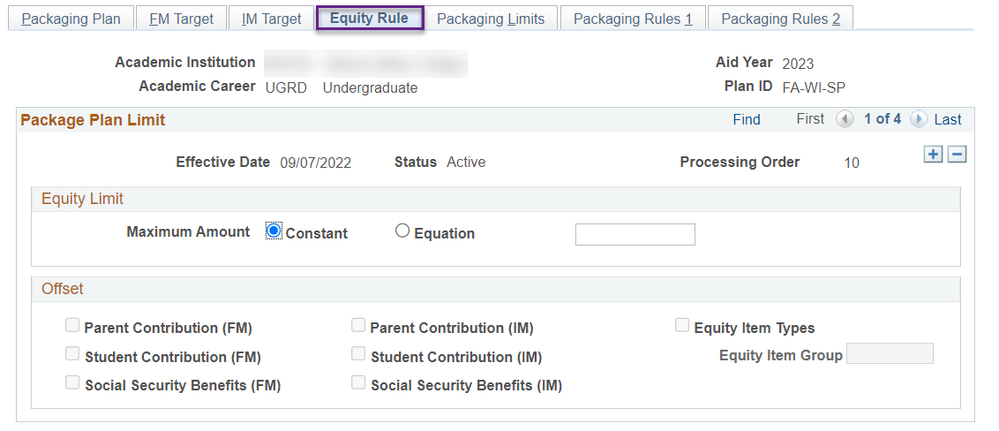 Packaging Plan FM Target IM Target Equity Rule Packaging Limits Packaging Rules 1 Packaging Rules 2
Academic Institution Aid Year 2023
Academic Career UGRD Undergraduate Plan ID FA-WI-SP
Package Plan Limit Find First 1 of 4 Last
Effective Date 09/07/2022 Status Active Processing Order 10
Equity Limit
Maximum Amount Constant Equation
Offset
Parent Contribution (FM) Parent Contribution (IM) Equity Item Types
Student Contribution (FM) Student Contribution (IM) Equity Item Group
Social Security Benefits (FM) Social Security Benefits (IM)